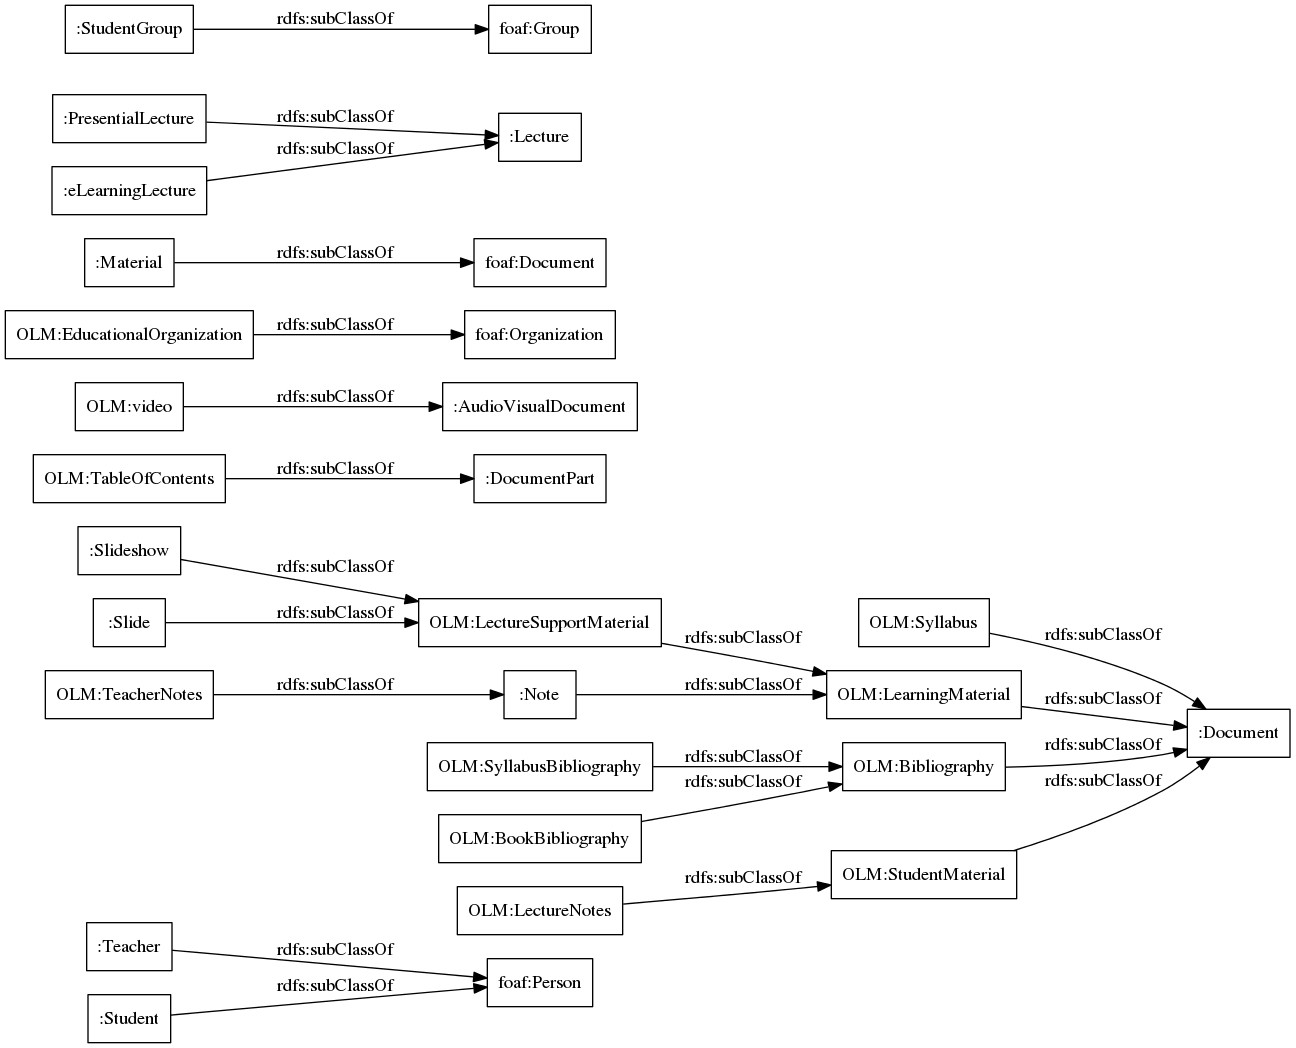 :StudentGroup
rdfs:subClassOf
foaf:Group
:PresentialLecture
rdfs:subClassOf
:Lecture
:eLearningLecture
rdfs:subClassOf
:Material
rdfs:subClassOf
foaf:Document
OLM:EducationalOrganization
rdfs:subClassOf
foaf:Organization
OLM:video
rdfs:subClassOf
:AudioVisualDocument
OLM:TableOfContents
rdfs:subClassOf
:DocumentPart
:Slideshow
rdfs:subClassOf
:Slide
rdfs:subClassOf
OLM:LectureSupportMaterial
rdfs:subClassOf
OLM:Syllabus
rdfs:subClassOf
OLM:TeacherNotes
rdfs:subClassOf
:Note
rdfs:subClassOf
OLM:LearningMaterial
rdfs:subClassOf
:Document
OLM:SyllabusBibliography
rdfs:subClassOf
OLM:Bibliography
rdfs:subClassOf
OLM:BookBibliography
rdfs:subClassOf
rdfs:subClassOf
OLM:LectureNotes
rdfs:subClassOf
OLM:StudentMaterial
:Teacher
rdfs:subClassOf
foaf:Person
:Student
rdfs:subClassOf